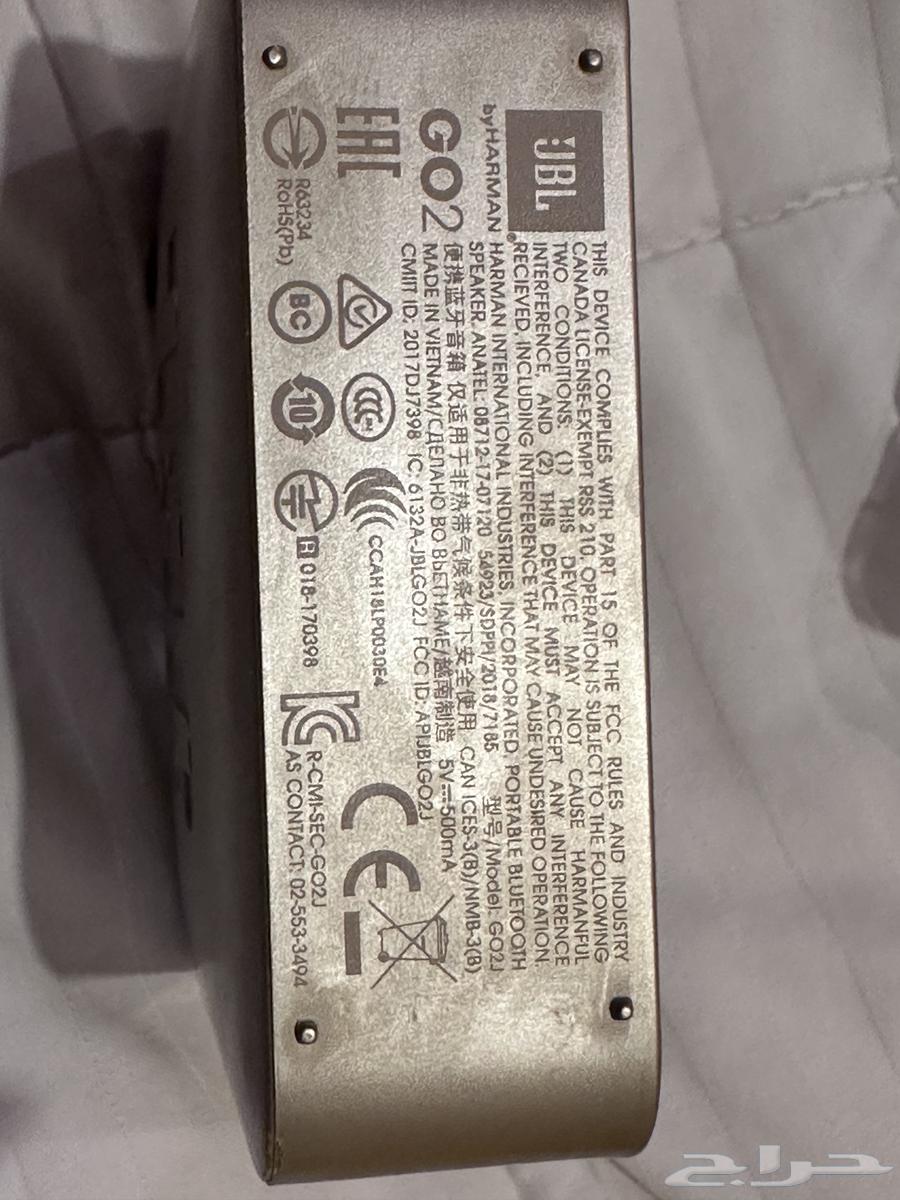 JBL
®
by HARMAN
THIS DEVICE COMPLIES WITH PART 15 OF THE FCC RULES AND INDUSTRY
CANADA LICENSE-EXEMPT RSS 210. OPERATION IS SUBJECT TO THE FOLLOWING
TWO CONDITIONS: (1) THIS DEVICE MAY NOT CAUSE HARMANFUL
INTERFERENCE, AND (2) THIS DEVICE MUST ACCEPT ANY INTERFERENCE
RECIEVED, INCLUDING INTERFERENCE THAT MAY CAUSE UNDESIRED OPERATION.
HARMAN INTERNATIONAL INDUSTRIES, INCORPORATED, PORTABLE BLUETOOTH
SPEAKER. ANATEL: 08712-17-07120 54923/SDPPI/2018/7185 型号/Model: GO2J
GO2
便携蓝牙音箱 仅适用于非热带气候条件下安全使用 CAN ICES-3(B)/NMB-3(B)
MADE IN VIETNAM/СДЕЛАНО ВО ВЬЕТНАМЕ/越南制造 5V⎓500mA
CMIIT ID: 2017DJ7398 IC: 6132A-JBLGO2J FCC ID:APIJBLGO2J
EAC
CCC
CCAH18LP0030E4
CE
R63234
RoHS(Pb)
BC
10
R 018-170398
R-CMI-SEC-GO2J
AS CONTACT: 02-553-3494
حراج